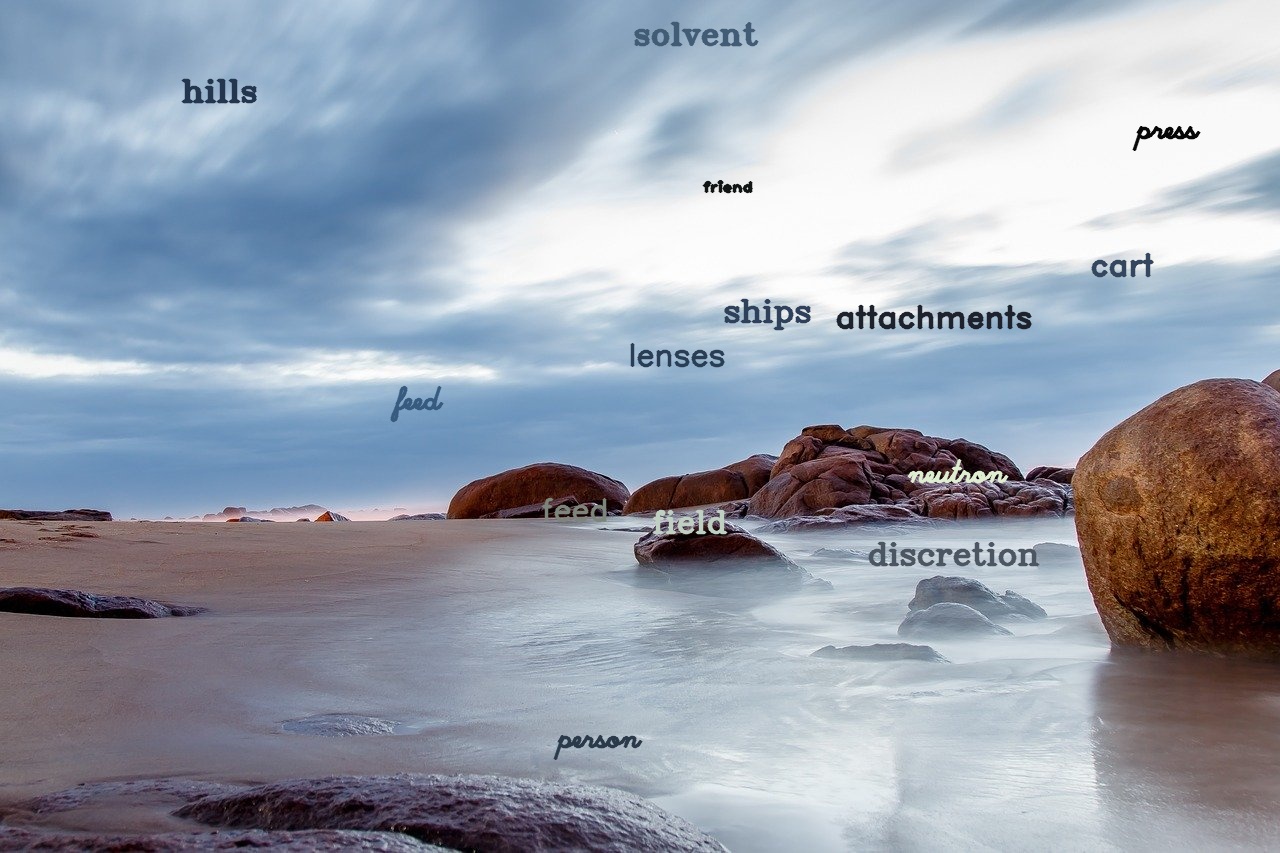 solvent
hills
press
friend
cart
ships
attachments
lenses
feed
neutron
feed
field
discretion
person